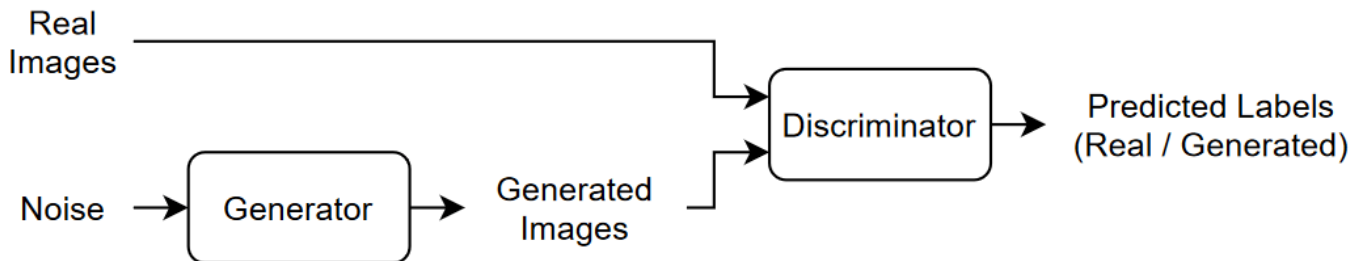 Real
Images
Discriminator
Predicted Labels
(Real / Generated)
Noise
Generator
Generated
Images